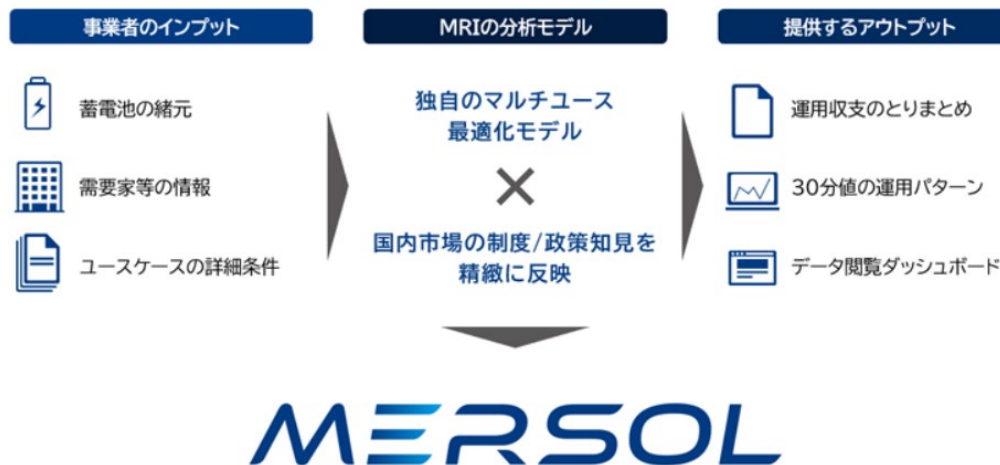 事業者のインプット
蓄電池の緒元
需要家等の情報
ユースケースの詳細条件
MRIの分析モデル
独自のマルチユース
最適化モデル
×
国内市場の制度/政策知見を
精緻に反映
提供するアウトプット
運用収支のとりまとめ
30分値の運用パターン
データ閲覧ダッシュボード
MERSOL